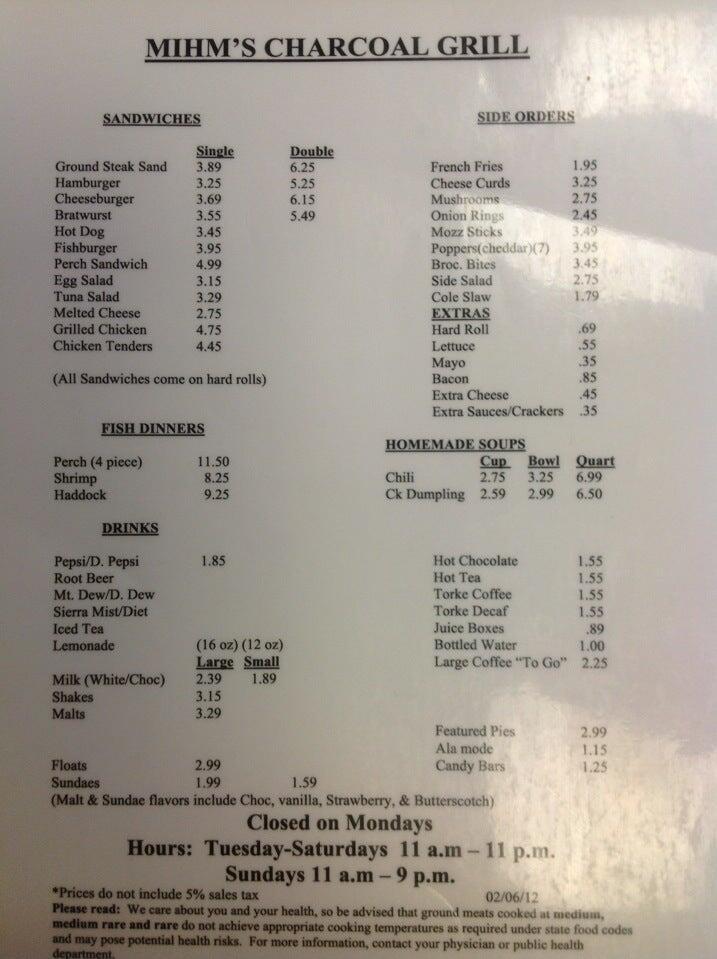 MIHM'S CHARCOAL GRILL
SANDWICHES
Single Double
Ground Steak Sand 3.89 6.25
Hamburger 3.25 5.25
Cheeseburger 3.69 6.15
Bratwurst 3.55 5.49
Hot Dog 3.45
Fishburger 3.95
Perch Sandwich 4.99
Egg Salad 3.15
Tuna Salad 3.29
Melted Cheese 2.75
Grilled Chicken 4.75
Chicken Tenders 4.45
(All Sandwiches come on hard rolls)
SIDE ORDERS
French Fries 1.95
Cheese Curds 3.25
Mushrooms 2.75
Onion Rings 2.45
Mozz Sticks 3.49
Poppers(cheddar)(7) 3.95
Broc. Bites 3.45
Side Salad 2.75
Cole Slaw 1.79
EXTRAS
Hard Roll .69
Lettuce .55
Mayo .35
Bacon .85
Extra Cheese .45
Extra Sauces/Crackers .35
FISH DINNERS
Perch (4 piece) 11.50
Shrimp 8.25
Haddock 9.25
HOMEMADE SOUPS
Cup Bowl Quart
Chili 2.75 3.25 6.99
Ck Dumpling 2.59 2.99 6.50
DRINKS
Pepsi/D. Pepsi 1.85
Root Beer
Mt. Dew/D. Dew
Sierra Mist/Diet
Iced Tea
Lemonade (16 oz) (12 oz)
Large Small
Milk (White/Choc) 2.39 1.89
Shakes 3.15
Malts 3.29
Floats 2.99
Sundaes 1.99 1.59
Hot Chocolate 1.55
Hot Tea 1.55
Torke Coffee 1.55
Torke Decaf 1.55
Juice Boxes .89
Bottled Water 1.00
Large Coffee "To Go" 2.25
Featured Pies 2.99
Ala mode 1.15
Candy Bars 1.25
(Malt & Sundae flavors include Choc, vanilla, Strawberry, & Butterscotch)
Closed on Mondays
Hours: Tuesday-Saturdays 11 a.m – 11 p.m.
Sundays 11 a.m – 9 p.m.
*Prices do not include 5% sales tax 02/06/12
Please read: We care about you and your health, so be advised that ground meats cooked at medium,
medium rare and rare do not achieve appropriate cooking temperatures as required under state food codes
and may pose potential health risks. For more information, contact your physician or public health
department.